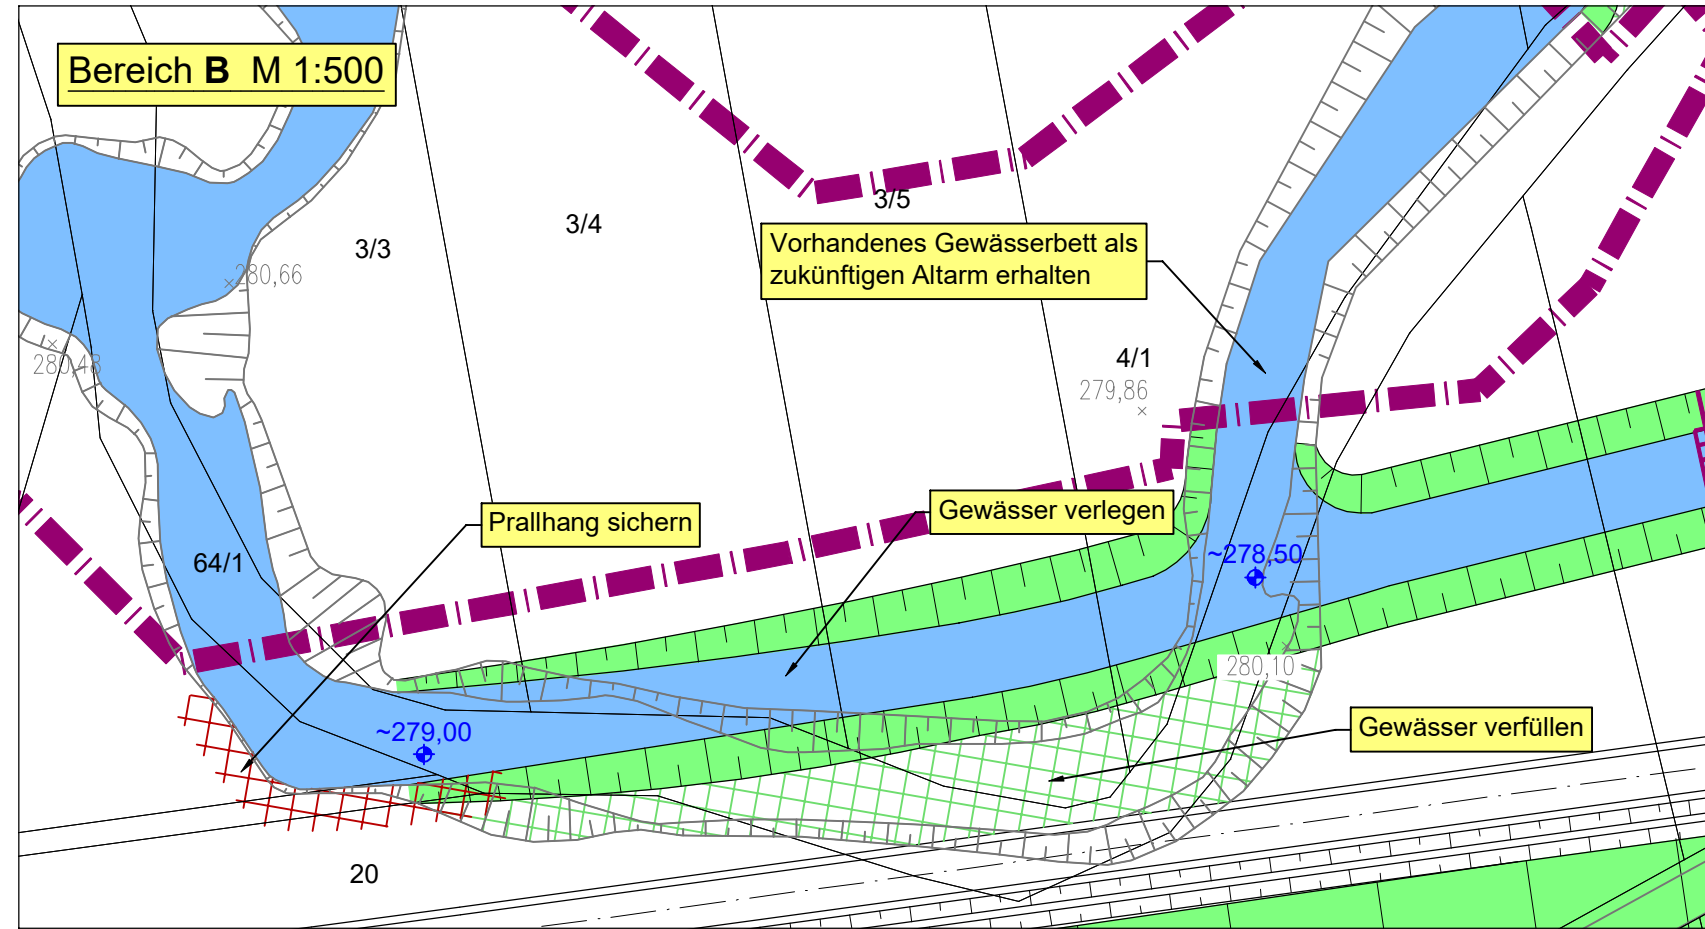 Bereich B M 1:500
3/5
3/4
3/3
Vorhandenes Gewässerbett als
zukünftigen Altarm erhalten
280,66
280,48
4/1
279,86
Prallhang sichern
Gewässer verlegen
64/1
~278,50
280,10
~279,00
Gewässer verfüllen
20